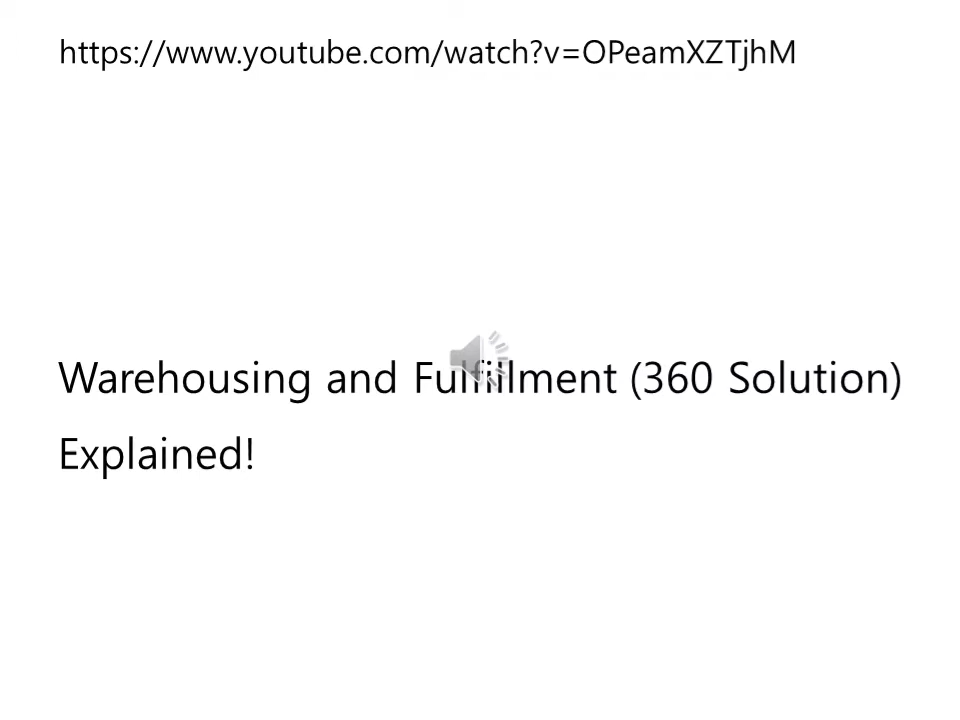 https://www.youtube.com/watch?v=OPeamXZTjhM
Warehousing and Fulfillment (360 Solution)
Explained!